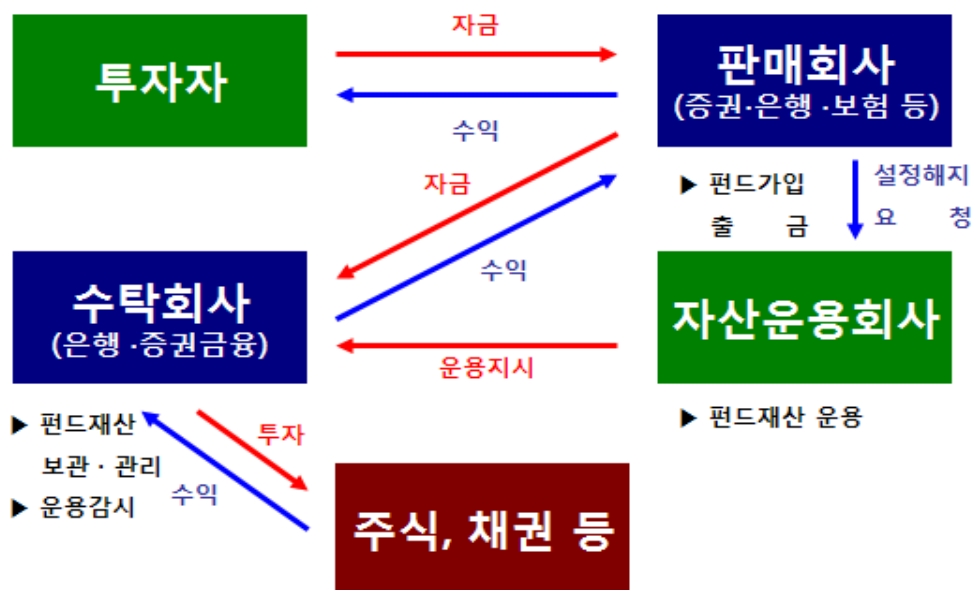 자금
투자자
판매회사
(증권·은행 ·보험 등)
수익
자금
▶ 펀드가입
출 금
설정해지
요 청
수익
수탁회사
(은행 ·증권금융)
자산운용회사
운용지시
▶ 펀드재산
보관 · 관리
▶ 운용감시
투자
수익
▶ 펀드재산 운용
주식, 채권 등